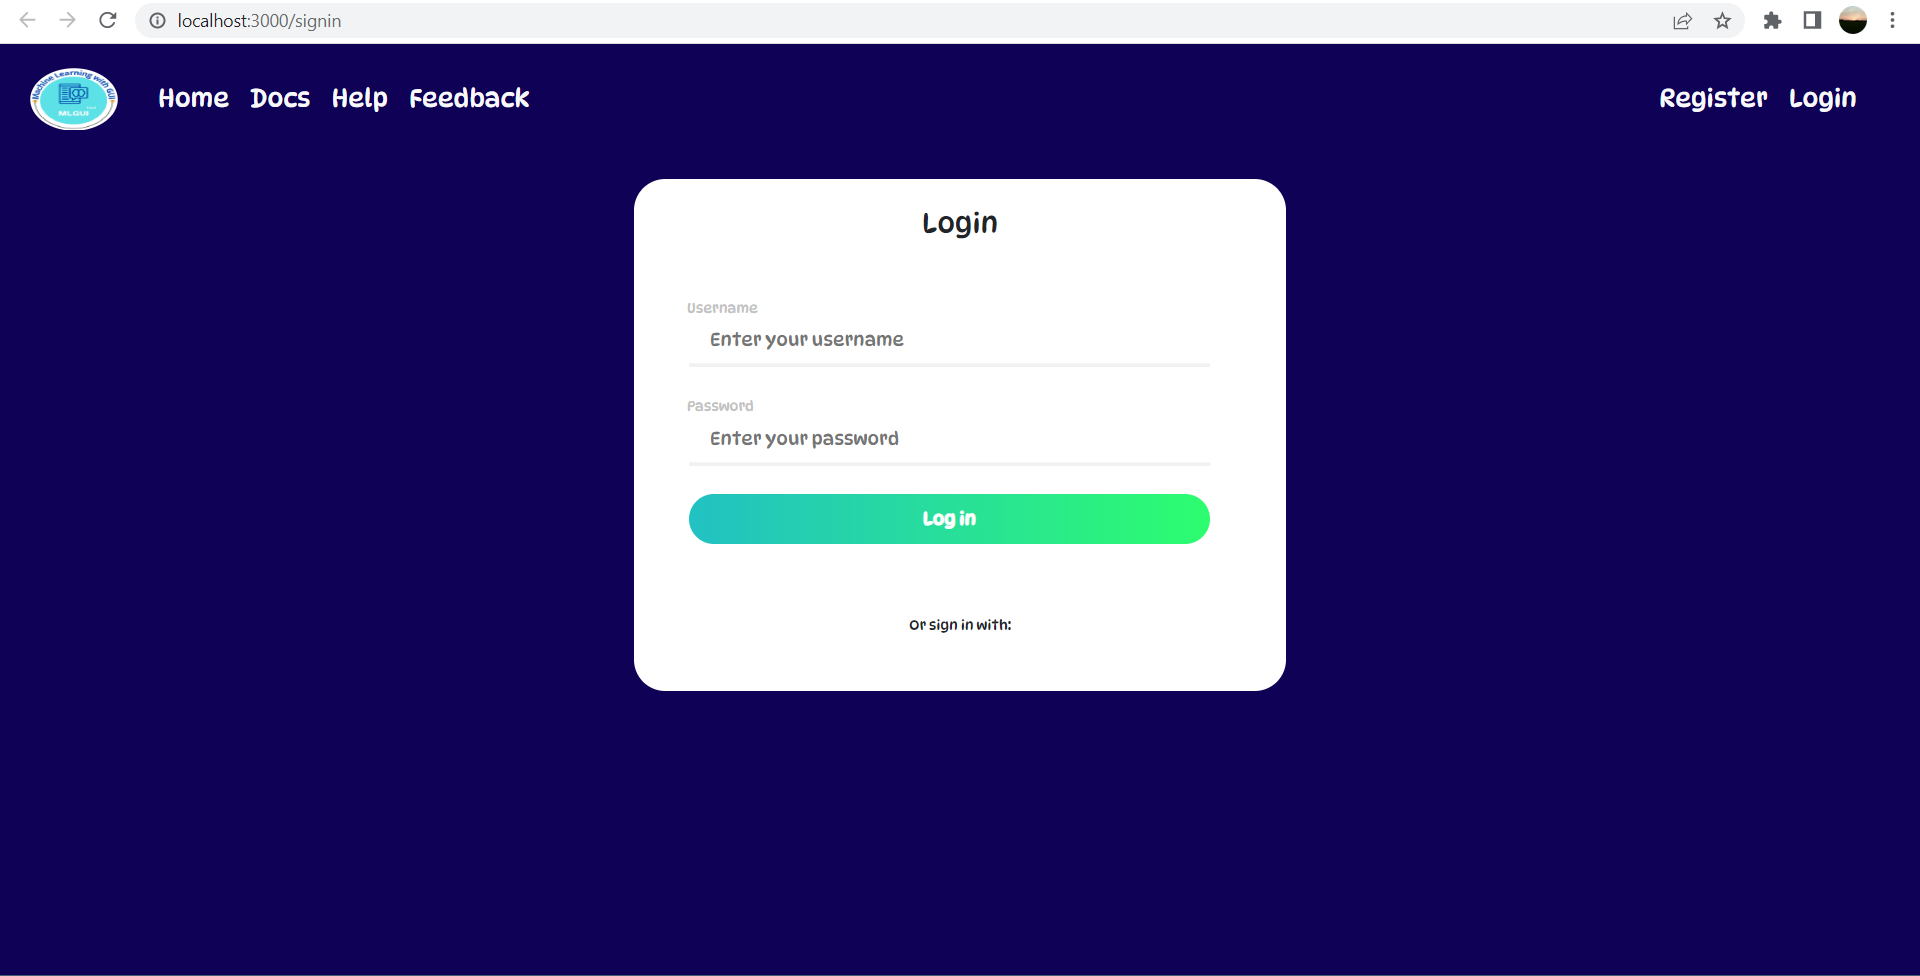 localhost:3000/signin
Machine Learning with GUI
MLGUI
Home Docs Help Feedback
Register Login
Login
Username
Enter your username
Password
Enter your password
Log in
Or sign in with: